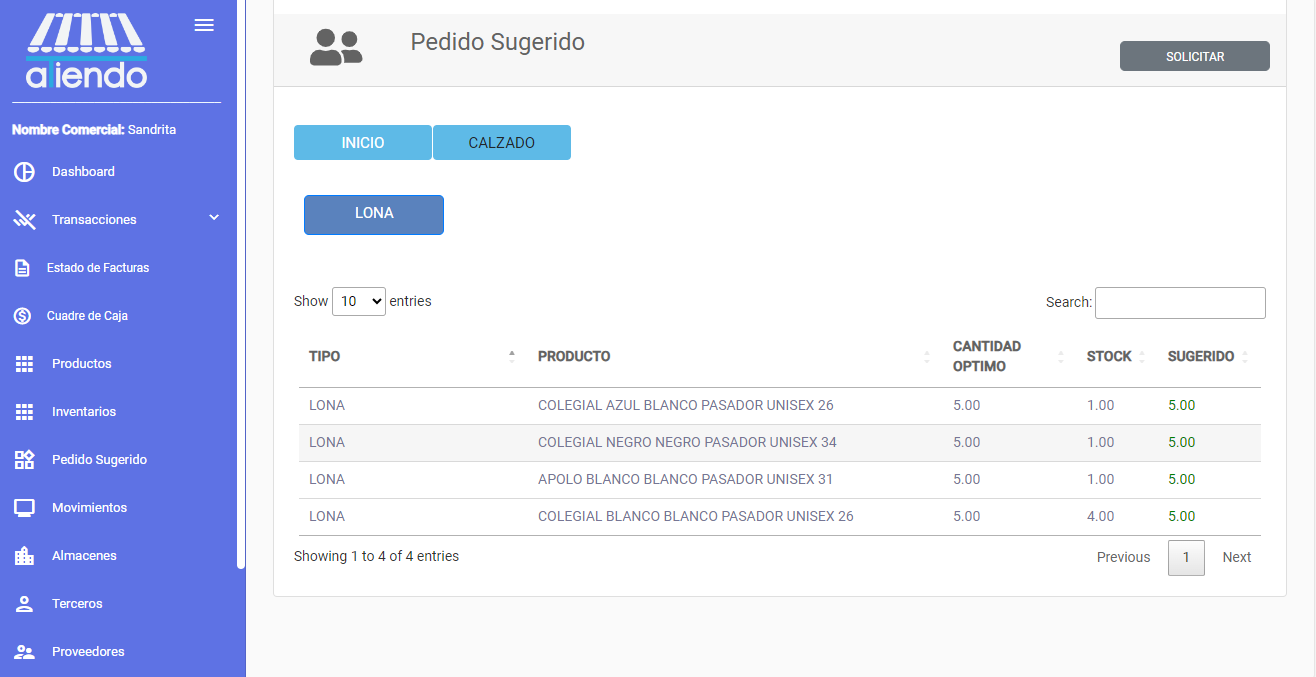 aTiendo
Nombre Comercial: Sandrita
Dashboard
Transacciones
Estado de Facturas
Cuadre de Caja
Productos
Inventarios
Pedido Sugerido
Movimientos
Almacenes
Terceros
Proveedores
Pedido Sugerido
SOLICITAR
INICIO CALZADO
LONA
Show 10 entries Search:
TIPO PRODUCTO CANTIDAD OPTIMO STOCK SUGERIDO
LONA COLEGIAL AZUL BLANCO PASADOR UNISEX 26 5.00 1.00 5.00
LONA COLEGIAL NEGRO NEGRO PASADOR UNISEX 34 5.00 1.00 5.00
LONA APOLO BLANCO BLANCO PASADOR UNISEX 31 5.00 1.00 5.00
LONA COLEGIAL BLANCO BLANCO PASADOR UNISEX 26 5.00 4.00 5.00
Showing 1 to 4 of 4 entries Previous 1 Next